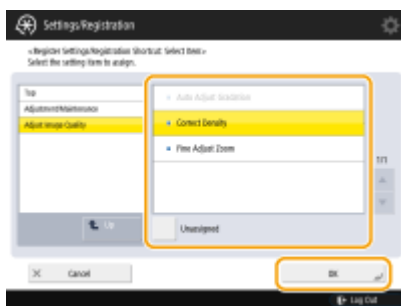 Settings/Registration
<Register Settings/Registration Shortcut: Select Item>
Select the setting item to assign.
Top
Adjustment/Maintenance
Adjust Image Quality
Auto Adjust Gradation
Correct Density
Fine Adjust Zoom
1/1
Up
Unassigned
Cancel
OK
Log Out